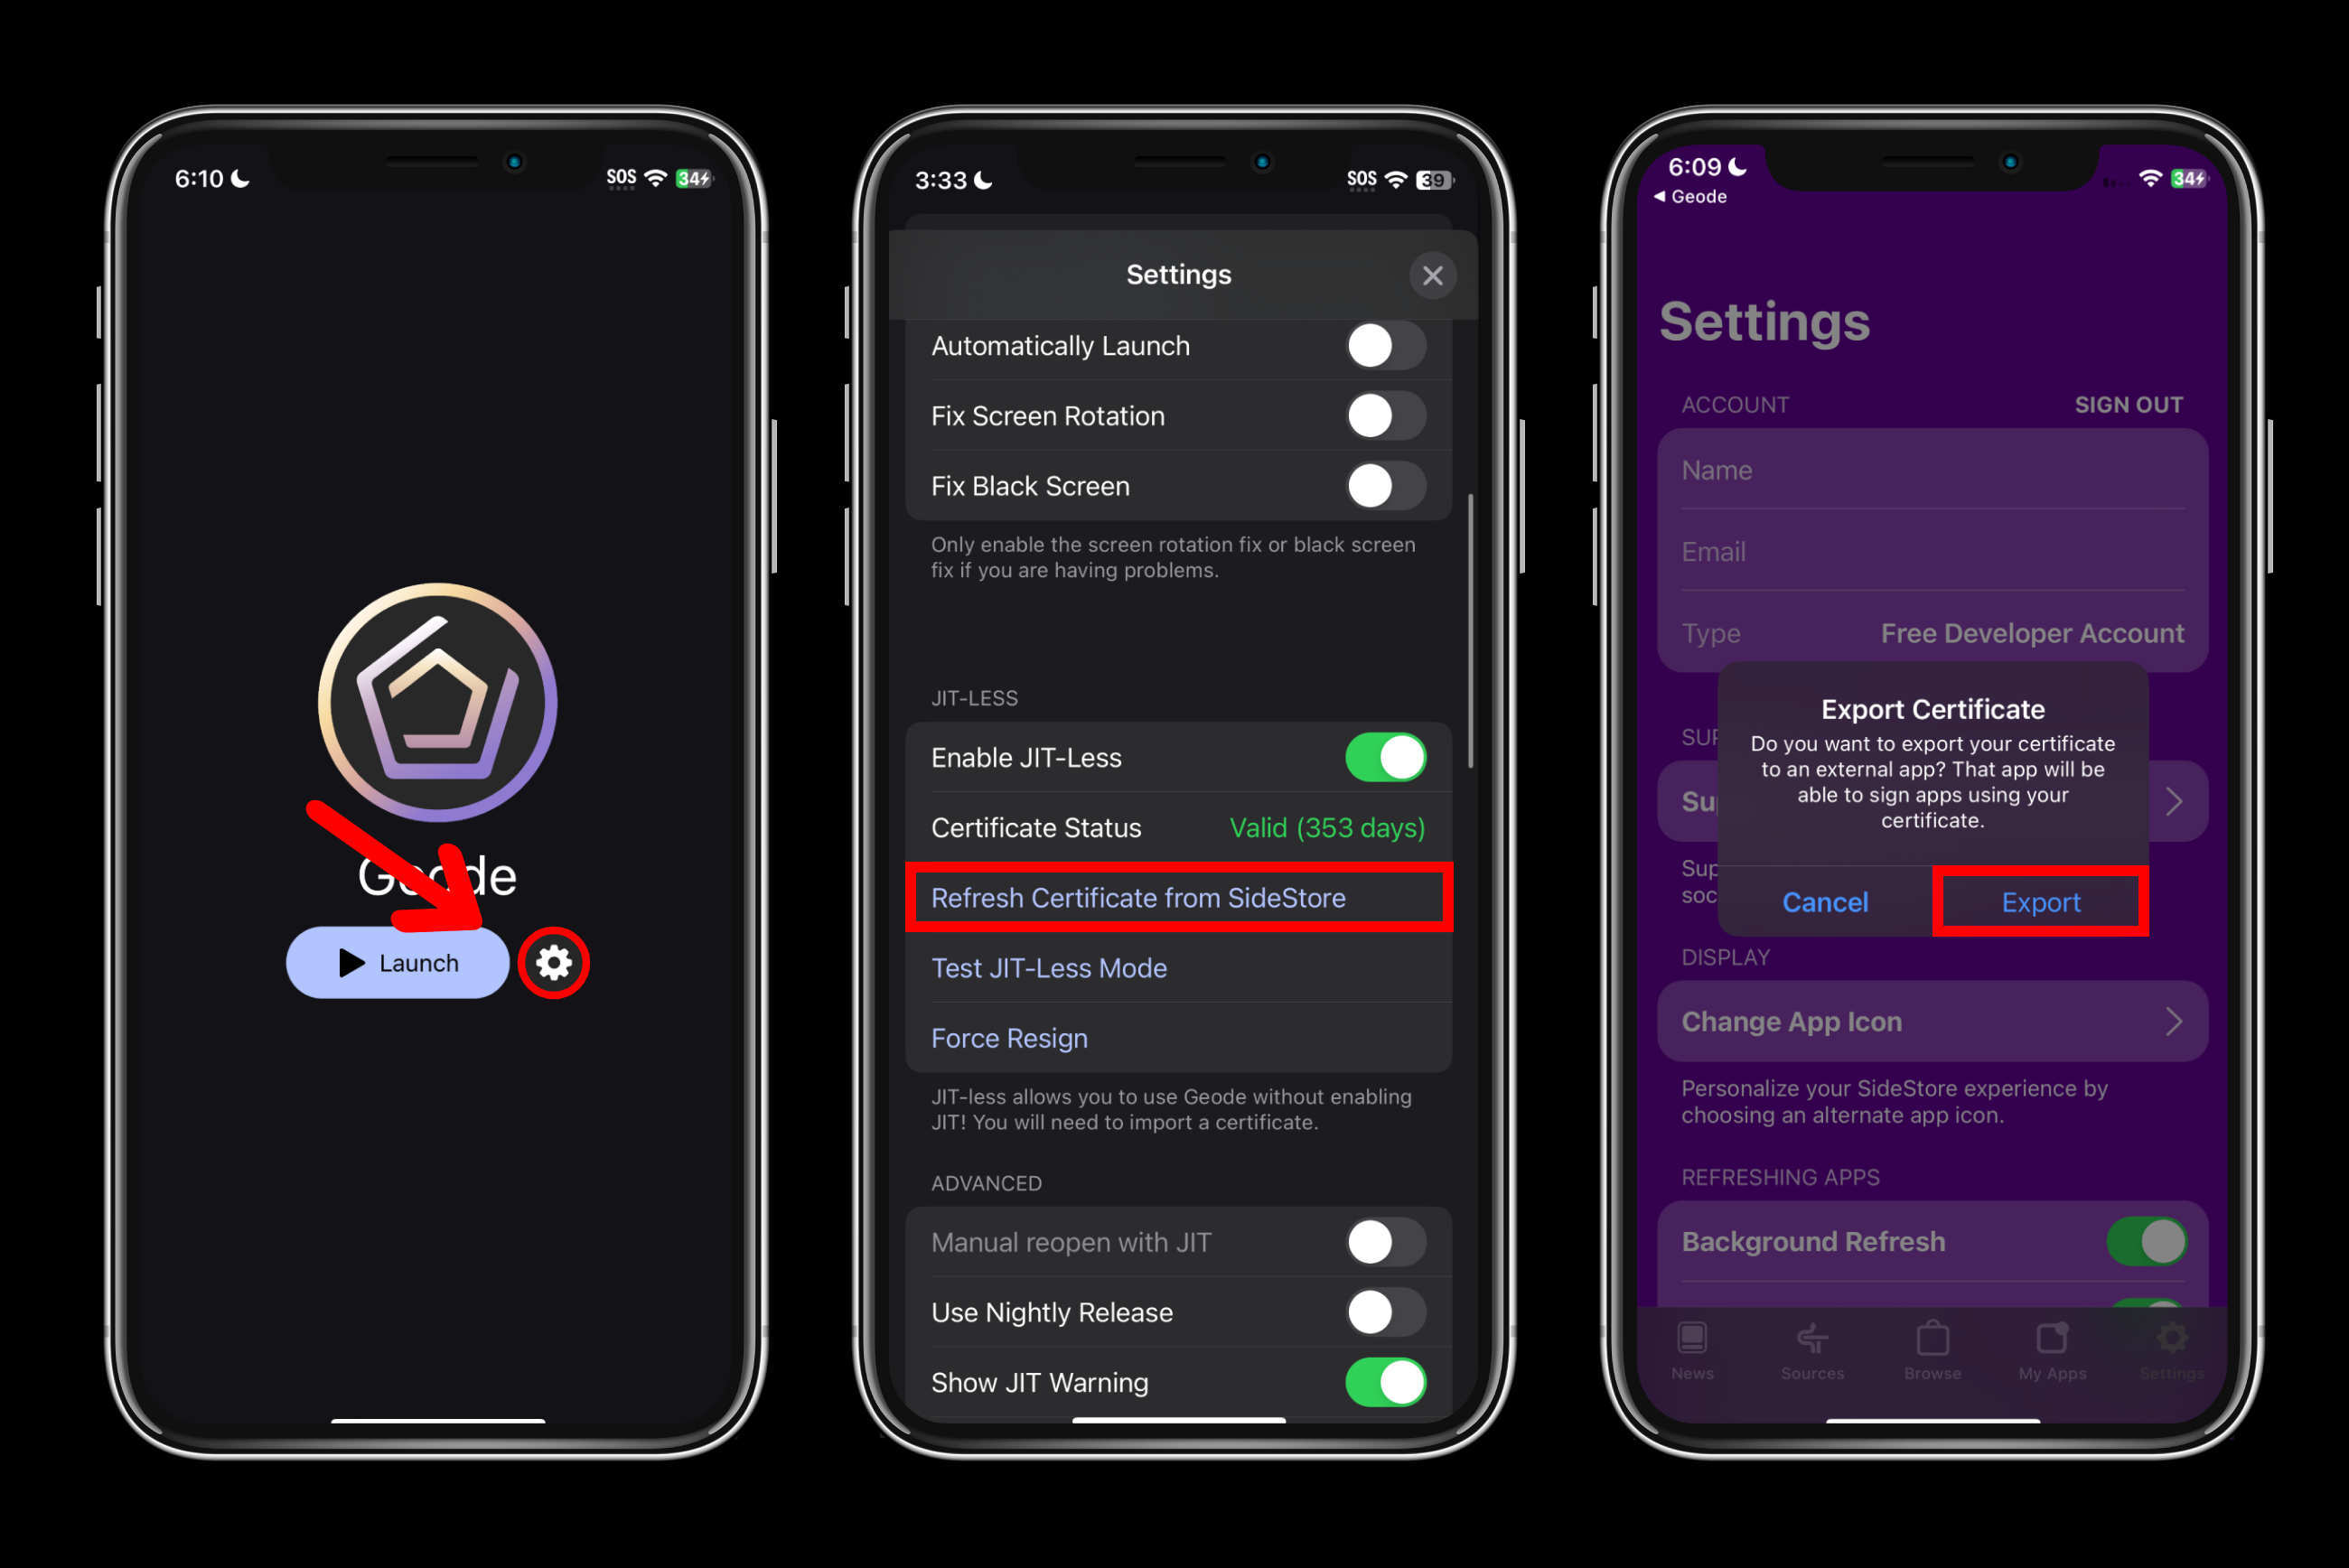 6:10
SOS
34
Geode
Launch
3:33
SOS
39
Settings
Automatically Launch
Fix Screen Rotation
Fix Black Screen
Only enable the screen rotation fix or black screen
fix if you are having problems.
JIT-LESS
Enable JIT-Less
Certificate Status Valid (353 days)
Refresh Certificate from SideStore
Test JIT-Less Mode
Force Resign
JIT-less allows you to use Geode without enabling
JIT! You will need to import a certificate.
ADVANCED
Manual reopen with JIT
Use Nightly Release
Show JIT Warning
6:09
34
Geode
Settings
ACCOUNT SIGN OUT
Name
Email
Type Free Developer Account
Export Certificate
Do you want to export your certificate
to an external app? That app will be
able to sign apps using your
certificate.
Cancel Export
DISPLAY
Change App Icon
Personalize your SideStore experience by
choosing an alternate app icon.
REFRESHING APPS
Background Refresh
News Sources Browse My Apps Settings